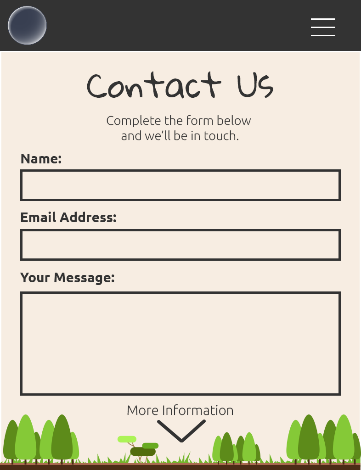 Contact Us
Complete the form below
and we'll be in touch.
Name:
Email Address:
Your Message:
More Information